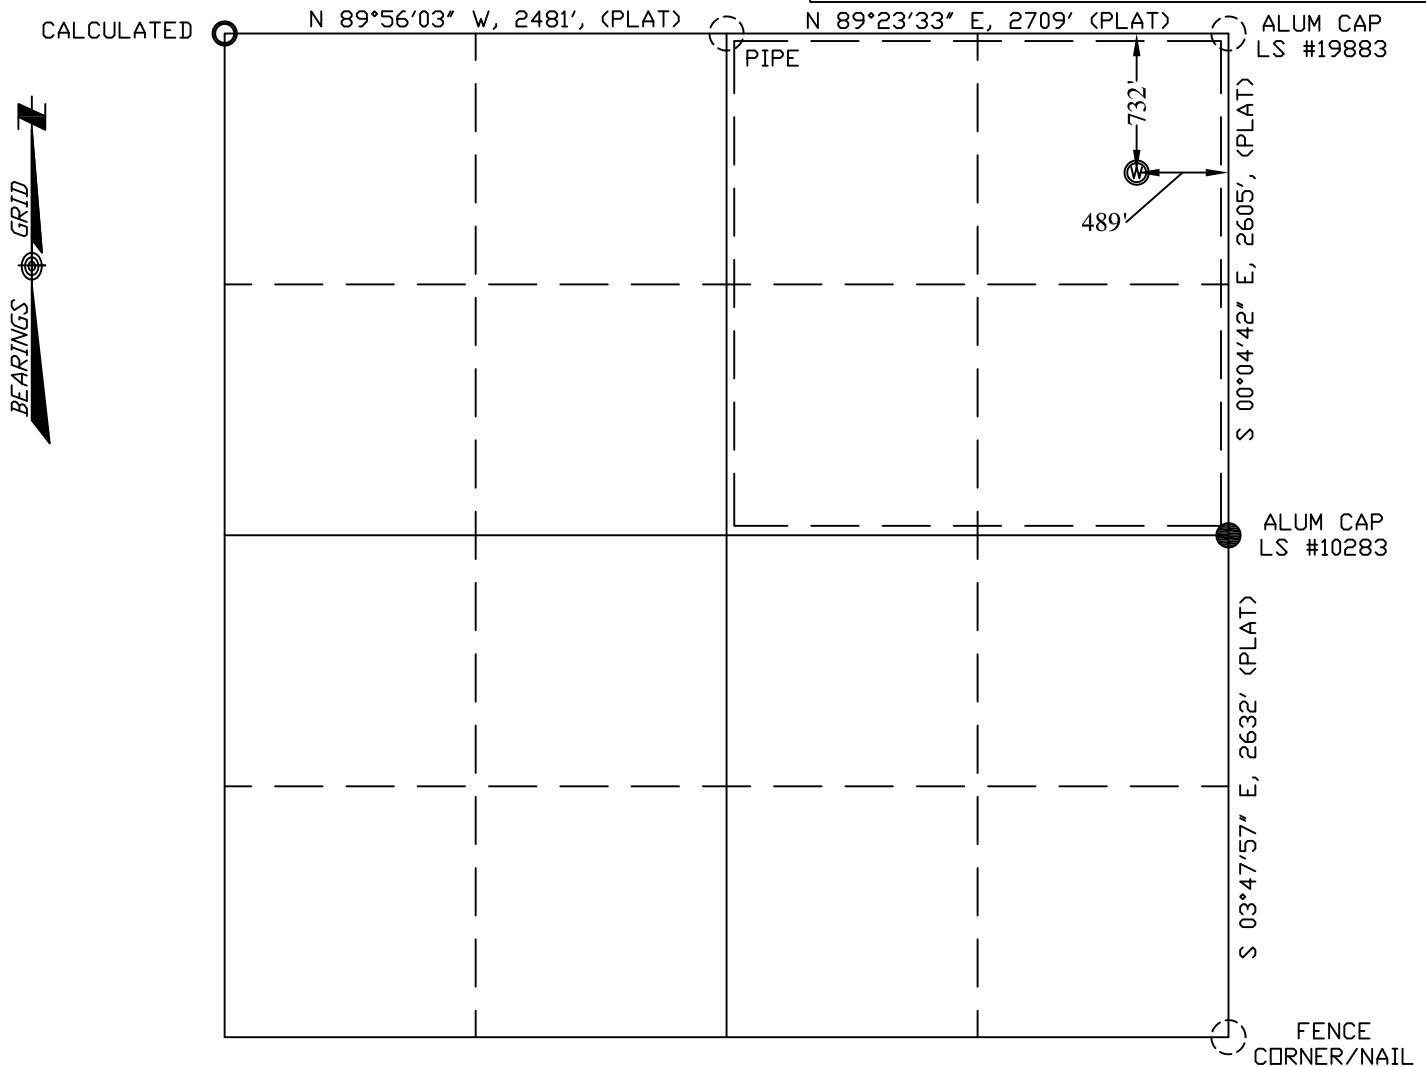 N 89°56'03" W, 2481', (PLAT)
N 89°23'33" E, 2709' (PLAT)
CALCULATED
PIPE
ALUM CAP
LS #19883
732'
W
489'
S 00°04'42" E, 2605', (PLAT)
N
GRID
BEARINGS
ALUM CAP
LS #10283
S 03°47'57" E, 2632' (PLAT)
FENCE
CORNER/NAIL